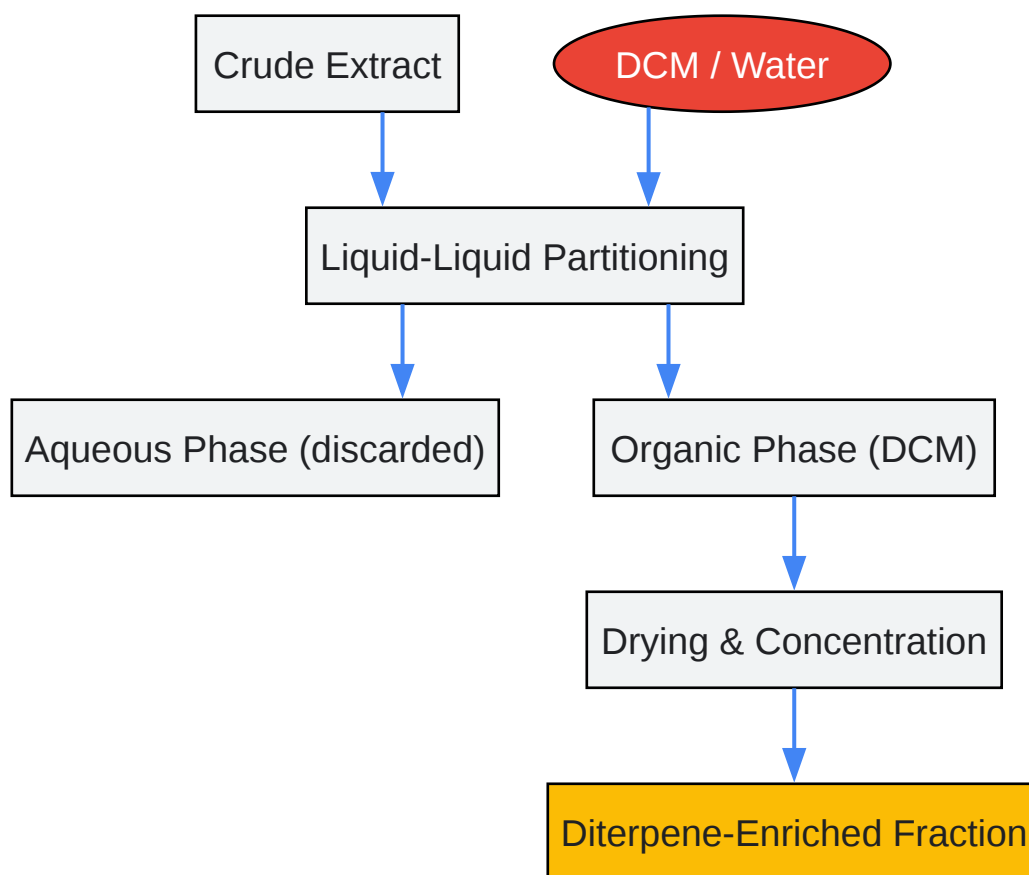 Crude Extract
DCM / Water
Liquid-Liquid Partitioning
Aqueous Phase (discarded)
Organic Phase (DCM)
Drying & Concentration
Diterpene-Enriched Fraction